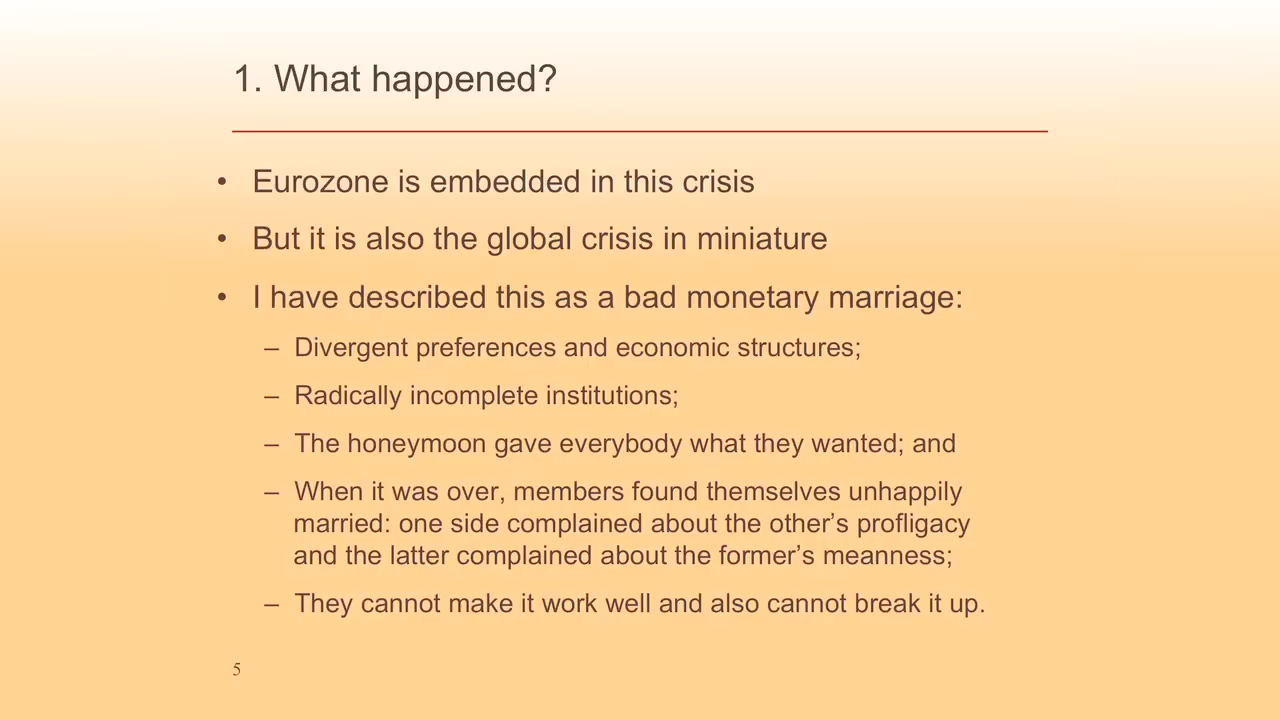 1. What happened?
• Eurozone is embedded in this crisis
• But it is also the global crisis in miniature
• I have described this as a bad monetary marriage:
– Divergent preferences and economic structures;
– Radically incomplete institutions;
– The honeymoon gave everybody what they wanted; and
– When it was over, members found themselves unhappily
married: one side complained about the other’s profligacy
and the latter complained about the former’s meanness;
– They cannot make it work well and also cannot break it up.
5